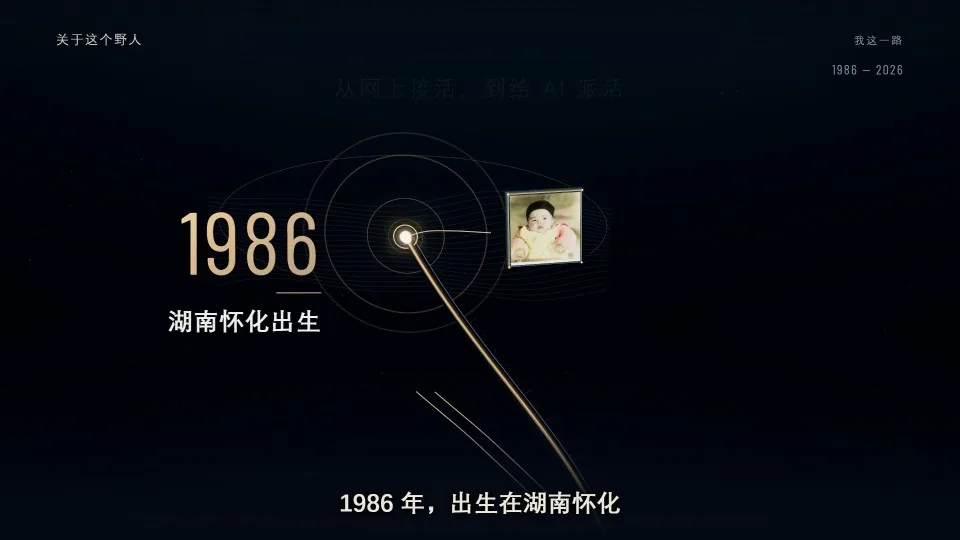 关于这个野人
我这一路
1986 — 2026
从网上接活，到给 AI 派活
1986
湖南怀化出生
1986 年，出生在湖南怀化